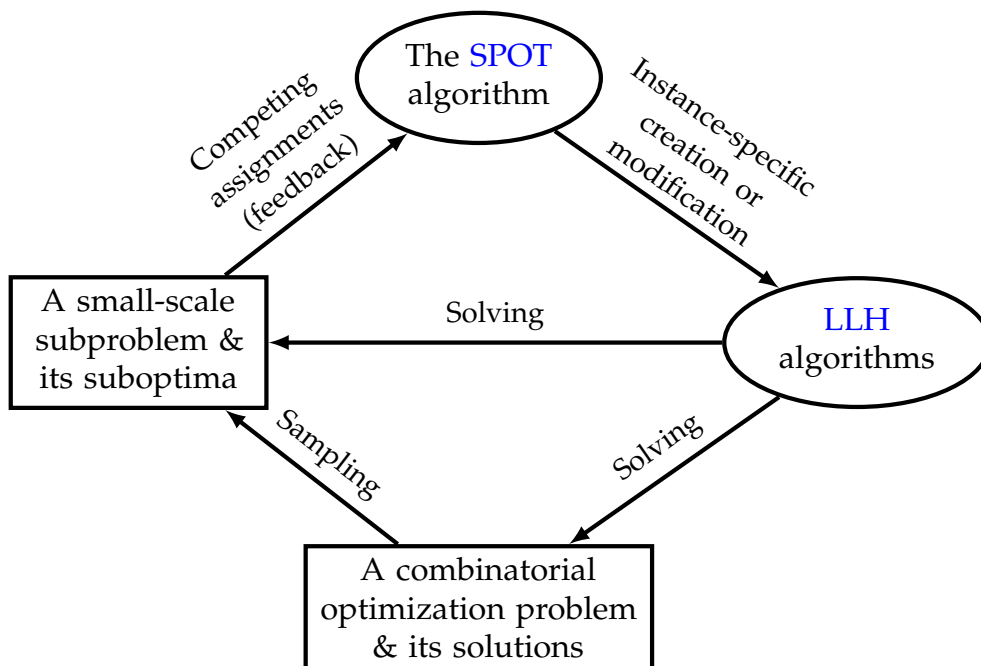 The SPOT
algorithm
Competing
assignments
(feedback)
Instance-specific
creation or
modification
A small-scale
subproblem &
its suboptima
Solving
LLH
algorithms
Sampling
Solving
A combinatorial
optimization problem
& its solutions